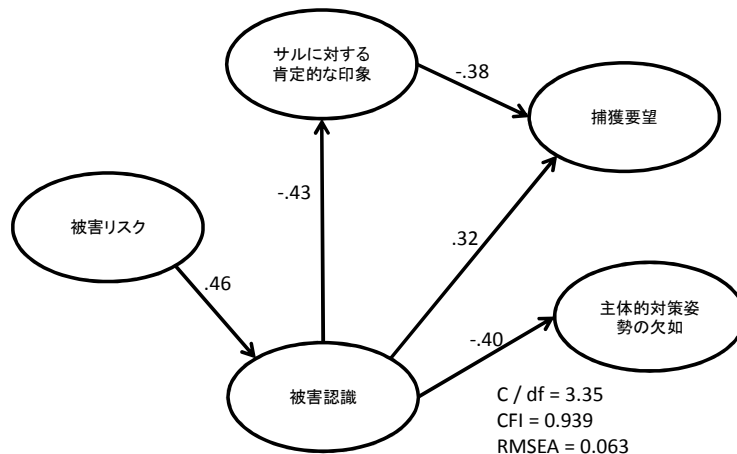 サルに対する
肯定的な印象
-.38
捕獲要望
-.43
被害リスク
.32
.46
主体的対策姿
勢の欠如
-.40
被害認識
C / df = 3.35
CFI = 0.939
RMSEA = 0.063